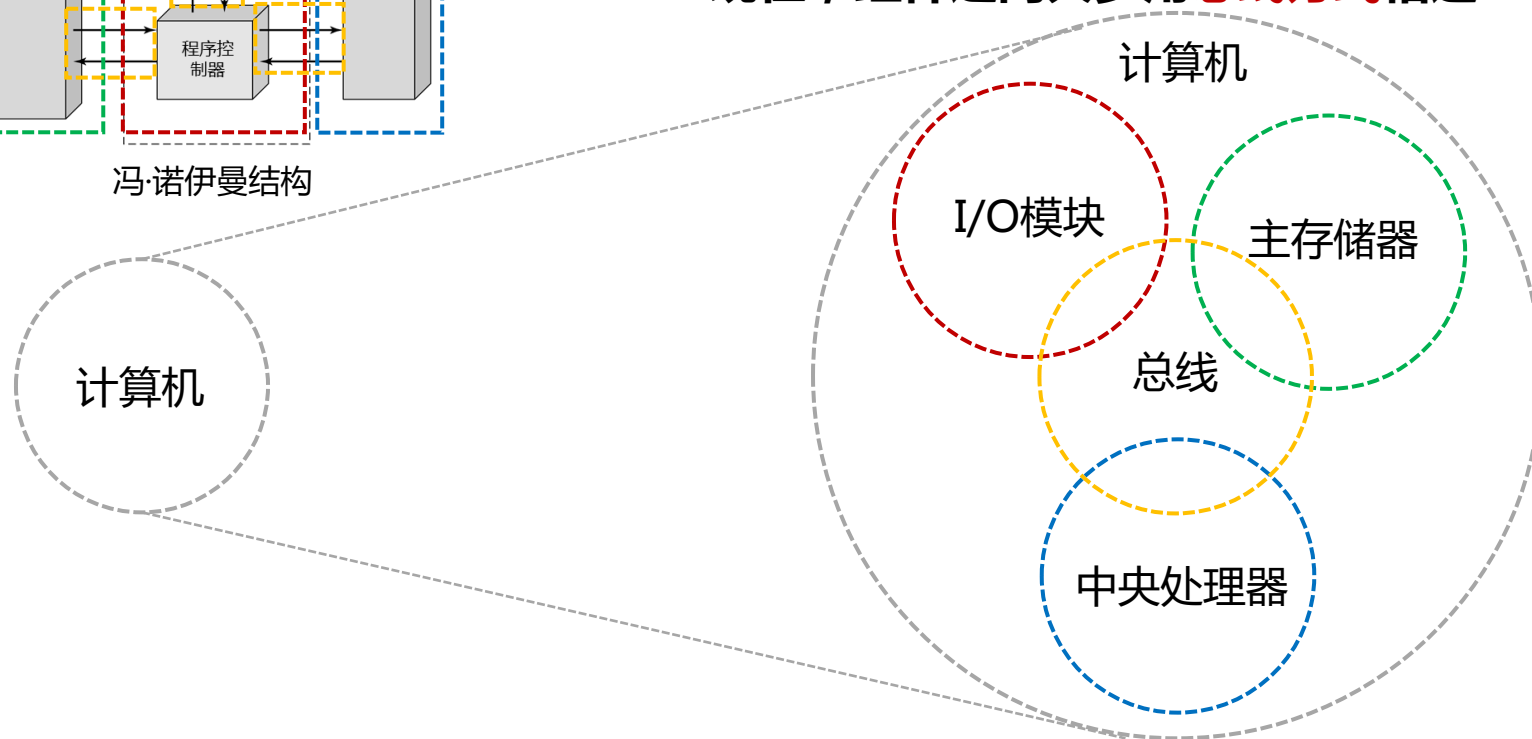 程序控
制器
冯·诺伊曼结构
计算机
I/O模块
主存储器
总线
计算机
中央处理器